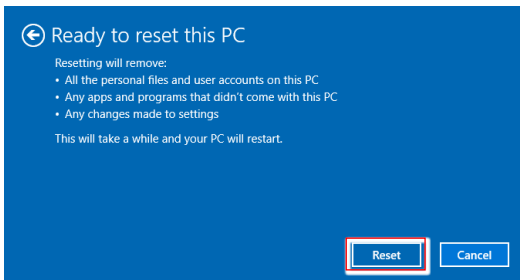 Ready to reset this PC
Resetting will remove:
• All the personal files and user accounts on this PC
• Any apps and programs that didn't come with this PC
• Any changes made to settings
This will take a while and your PC will restart.
Reset
Cancel